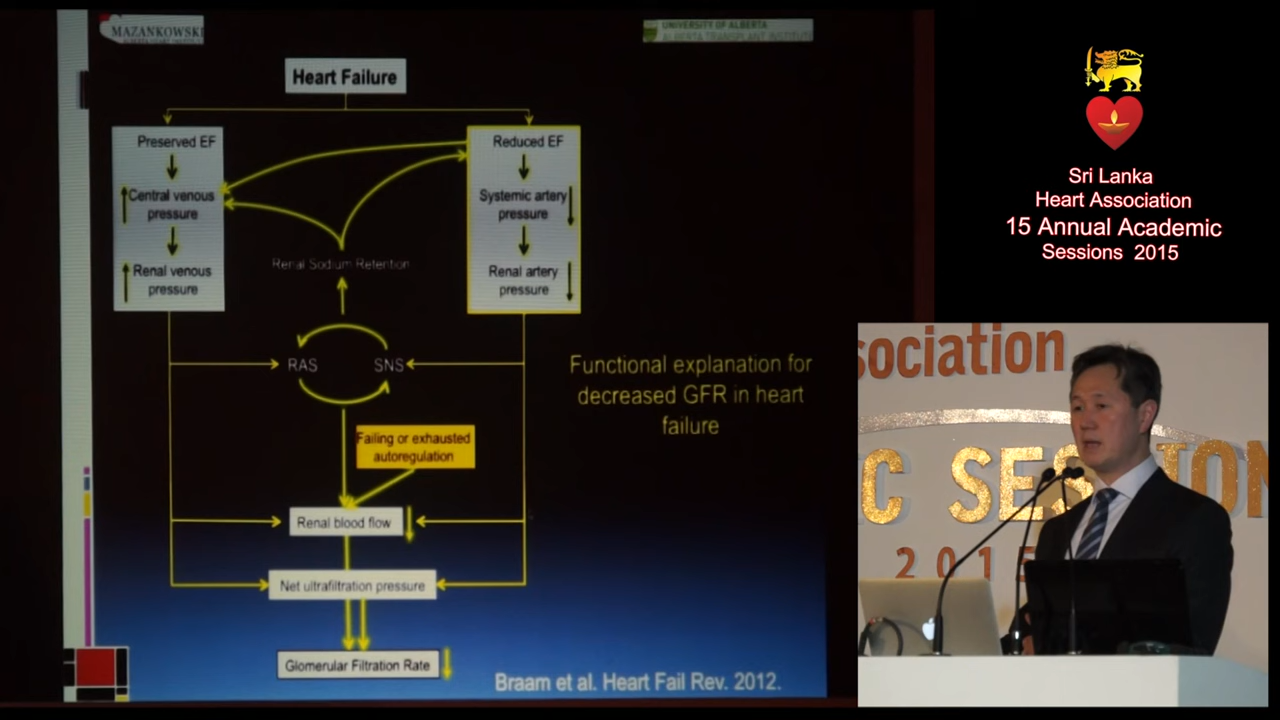 MAZANKOWSKI
UNIVERSITY OF ALBERTA
ALBERTA TRANSPLANT INSTITUTE
Heart Failure
Preserved EF
Central venous
pressure
Renal venous
pressure
Reduced EF
Systemic artery
pressure
Renal artery
pressure
Renal Sodium Retention
RAS
SNS
Functional explanation for
decreased GFR in heart
failure
Failing or exhausted
autoregulation
Renal blood flow
Net ultrafiltration pressure
Glomerular Filtration Rate
Braam et al. Heart Fail Rev. 2012.
Sri Lanka
Heart Association
15 Annual Academic
Sessions 2015
sociation
C SESSION
2015